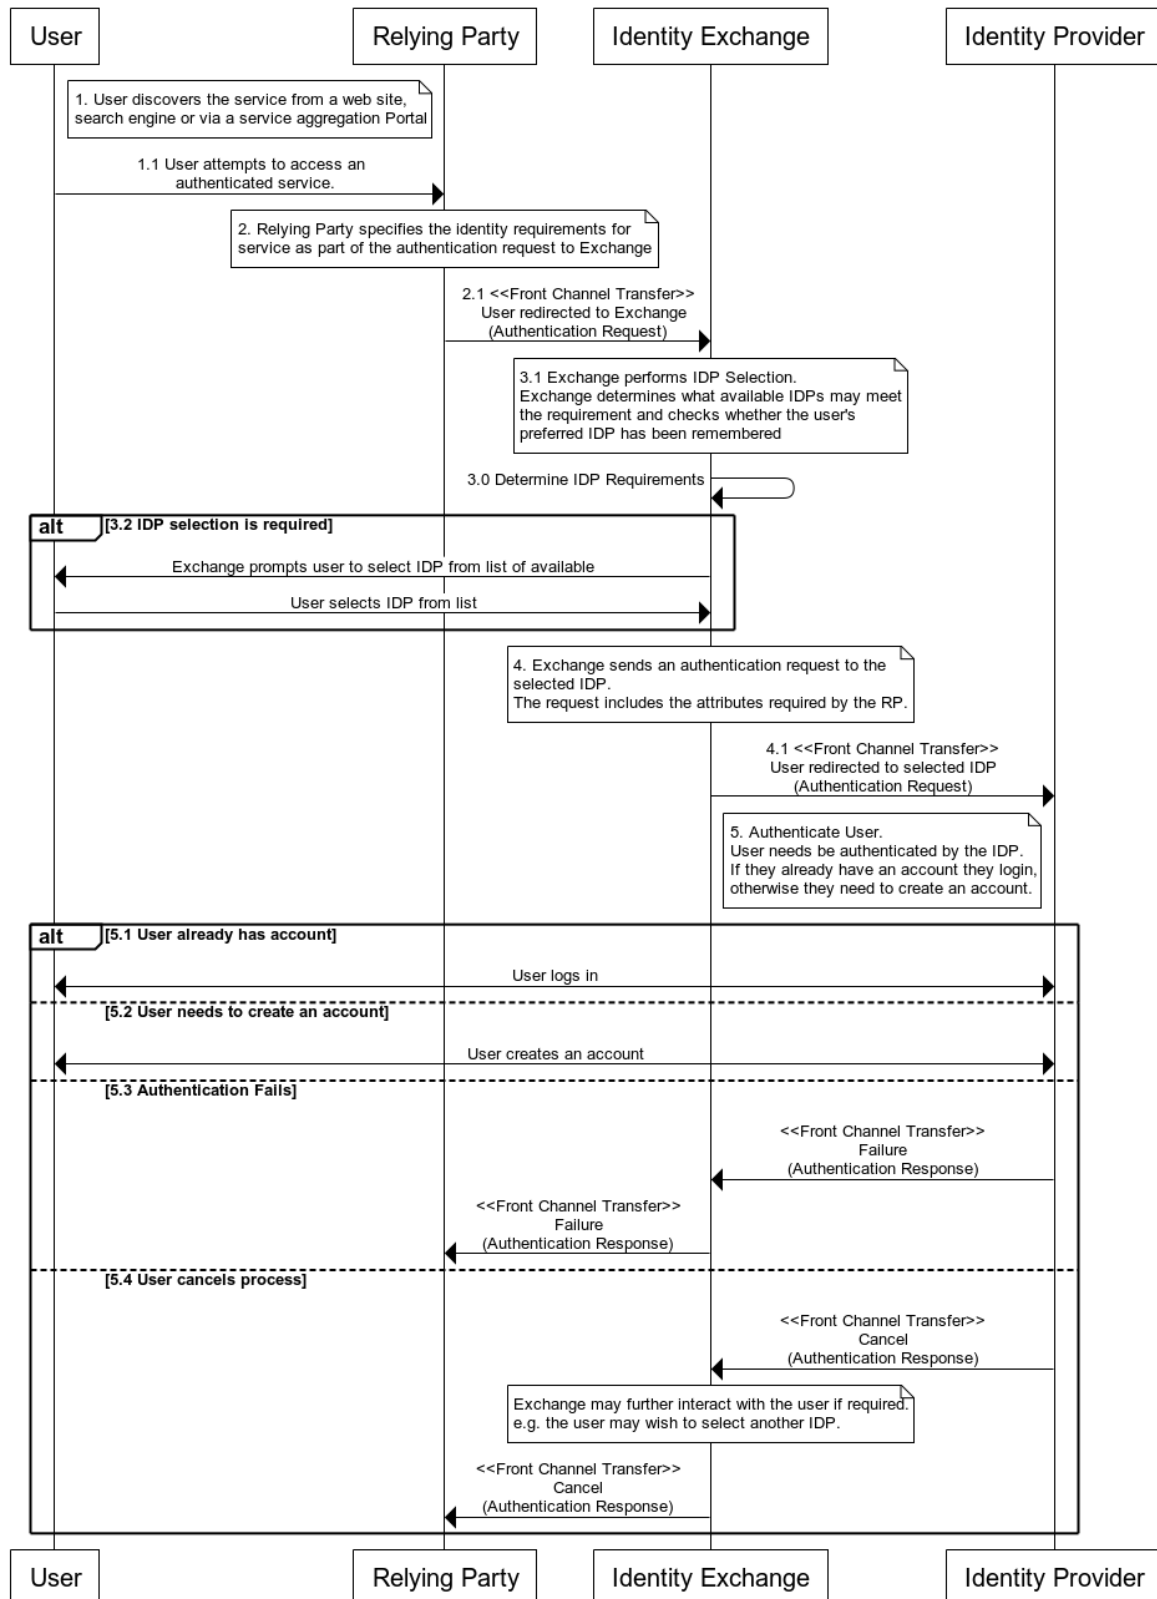 User
Relying Party
Identity Exchange
Identity Provider
1. User discovers the service from a web site,
search engine or via a service aggregation Portal
1.1 User attempts to access an
authenticated service.
2. Relying Party specifies the identity requirements for
service as part of the authentication request to Exchange
2.1 <<Front Channel Transfer>>
User redirected to Exchange
(Authentication Request)
3.1 Exchange performs IDP Selection.
Exchange determines what available IDPs may meet
the requirement and checks whether the user's
preferred IDP has been remembered
3.0 Determine IDP Requirements
alt
[3.2 IDP selection is required]
Exchange prompts user to select IDP from list of available
User selects IDP from list
4. Exchange sends an authentication request to the
selected IDP.
The request includes the attributes required by the RP.
4.1 <<Front Channel Transfer>>
User redirected to selected IDP
(Authentication Request)
5. Authenticate User.
User needs be authenticated by the IDP.
If they already have an account they login,
otherwise they need to create an account.
alt
[5.1 User already has account]
User logs in
[5.2 User needs to create an account]
User creates an account
[5.3 Authentication Fails]
<<Front Channel Transfer>>
Failure
(Authentication Response)
<<Front Channel Transfer>>
Failure
(Authentication Response)
[5.4 User cancels process]
<<Front Channel Transfer>>
Cancel
(Authentication Response)
Exchange may further interact with the user if required.
e.g. the user may wish to select another IDP.
<<Front Channel Transfer>>
Cancel
(Authentication Response)
User
Relying Party
Identity Exchange
Identity Provider